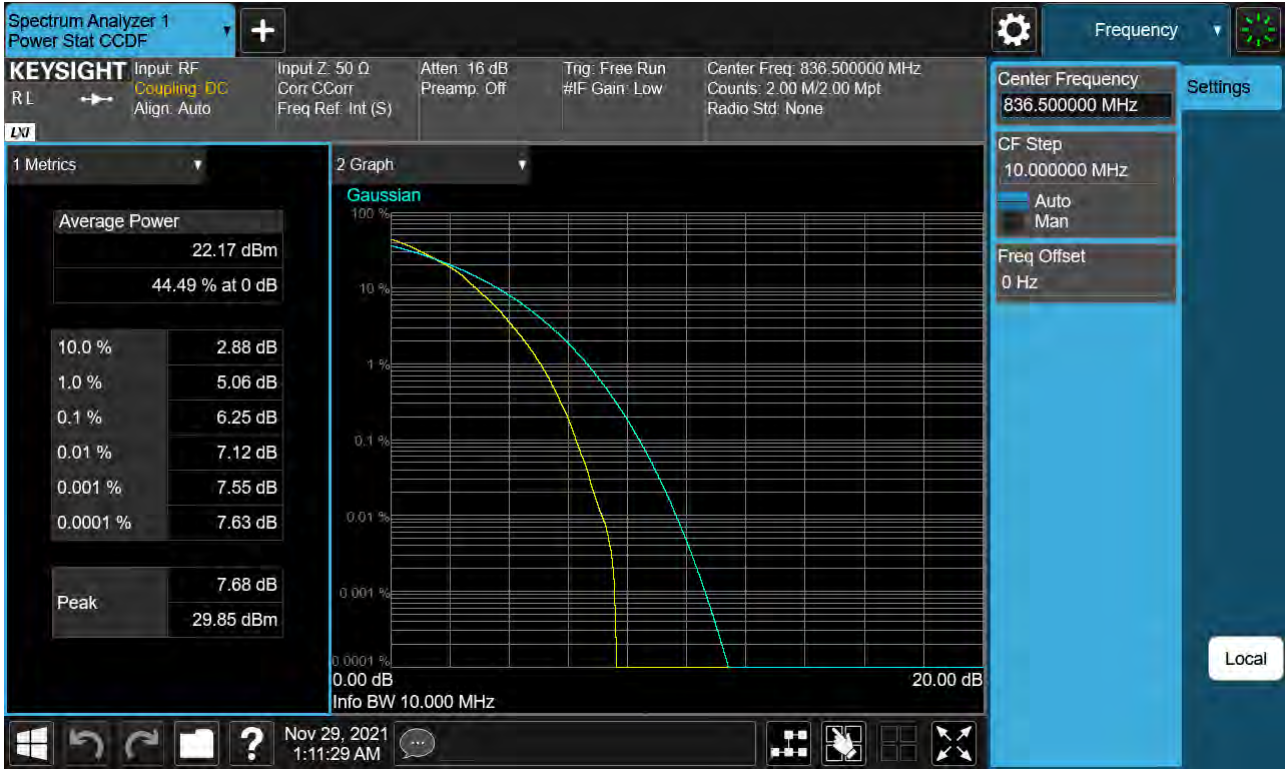 Spectrum Analyzer 1
Power Stat CCDF
Frequency
KEYSIGHT
R L
LXI
Input: RF
Coupling: DC
Align: Auto
Input Z: 50 Ω
Corr CCorr
Freq Ref: Int (S)
Atten: 16 dB
Preamp: Off
Trig: Free Run
#IF Gain: Low
Center Freq: 836.500000 MHz
Counts: 2.00 M/2.00 Mpt
Radio Std: None
Center Frequency
836.500000 MHz
Settings
CF Step
10.000000 MHz
Auto
Man
Freq Offset
0 Hz
1 Metrics
Average Power
22.17 dBm
44.49 % at 0 dB
10.0 % 2.88 dB
1.0 % 5.06 dB
0.1 % 6.25 dB
0.01 % 7.12 dB
0.001 % 7.55 dB
0.0001 % 7.63 dB
Peak
7.68 dB
29.85 dBm
2 Graph
Gaussian
100 %
10 %
1 %
0.1 %
0.01 %
0.001 %
0.0001 %
0.00 dB 20.00 dB
Info BW 10.000 MHz
Local
?
Nov 29, 2021
1:11:29 AM